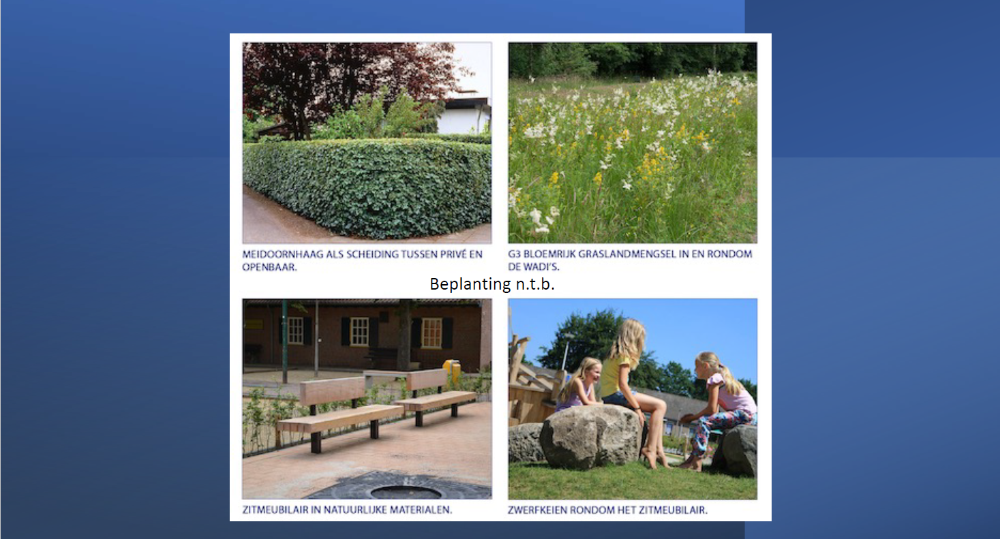 MEIDOORNHAAG ALS SCHEIDING TUSSEN PRIVÉ EN
OPENBAAR.
G3 BLOEMRIJK GRASLANDMENGSEL IN EN RONDOM
DE WADI'S.
Beplanting n.t.b.
ZITMEUBILAIR IN NATUURLIJKE MATERIALEN.
ZWERFKEIEN RONDOM HET ZITMEUBILAIR.